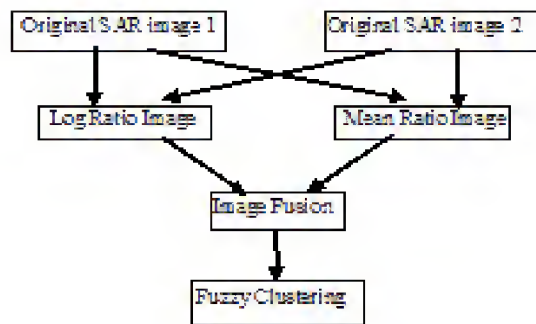 Original SAR image 1
Original SAR image 2
Log Ratio Image
Mean Ratio Image
Image Fusion
Fuzzy Clustering